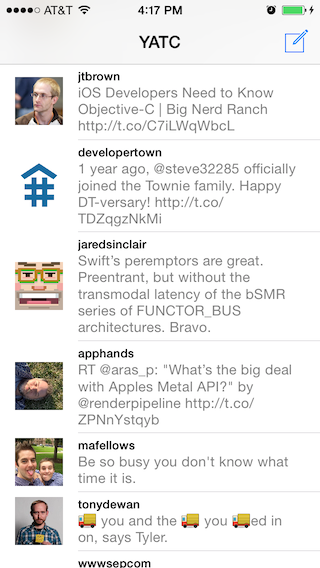 AT&T 4:17 PM
YATC
jtbrown
iOS Developers Need to Know
Objective-C | Big Nerd Ranch
http://t.co/C7iLWqWbcL
developertown
1 year ago, @steve32285 officially
joined the Townie family. Happy
DT-versary! http://t.co/
TDZqgzNkMi
jaredsinclair
Swift's peremptors are great.
Preentrant, but without the
transmodal latency of the bSMR
series of FUNCTOR_BUS
architectures. Bravo.
apphands
RT @aras_p: "What's the big deal
with Apples Metal API?" by
@renderpipeline http://t.co/
ZPNnYstqyb
mafellows
Be so busy you don't know what
time it is.
tonydewan
🚚 you and the 🚚 you 🚚ed in
on, says Tyler.
wwwsepcom